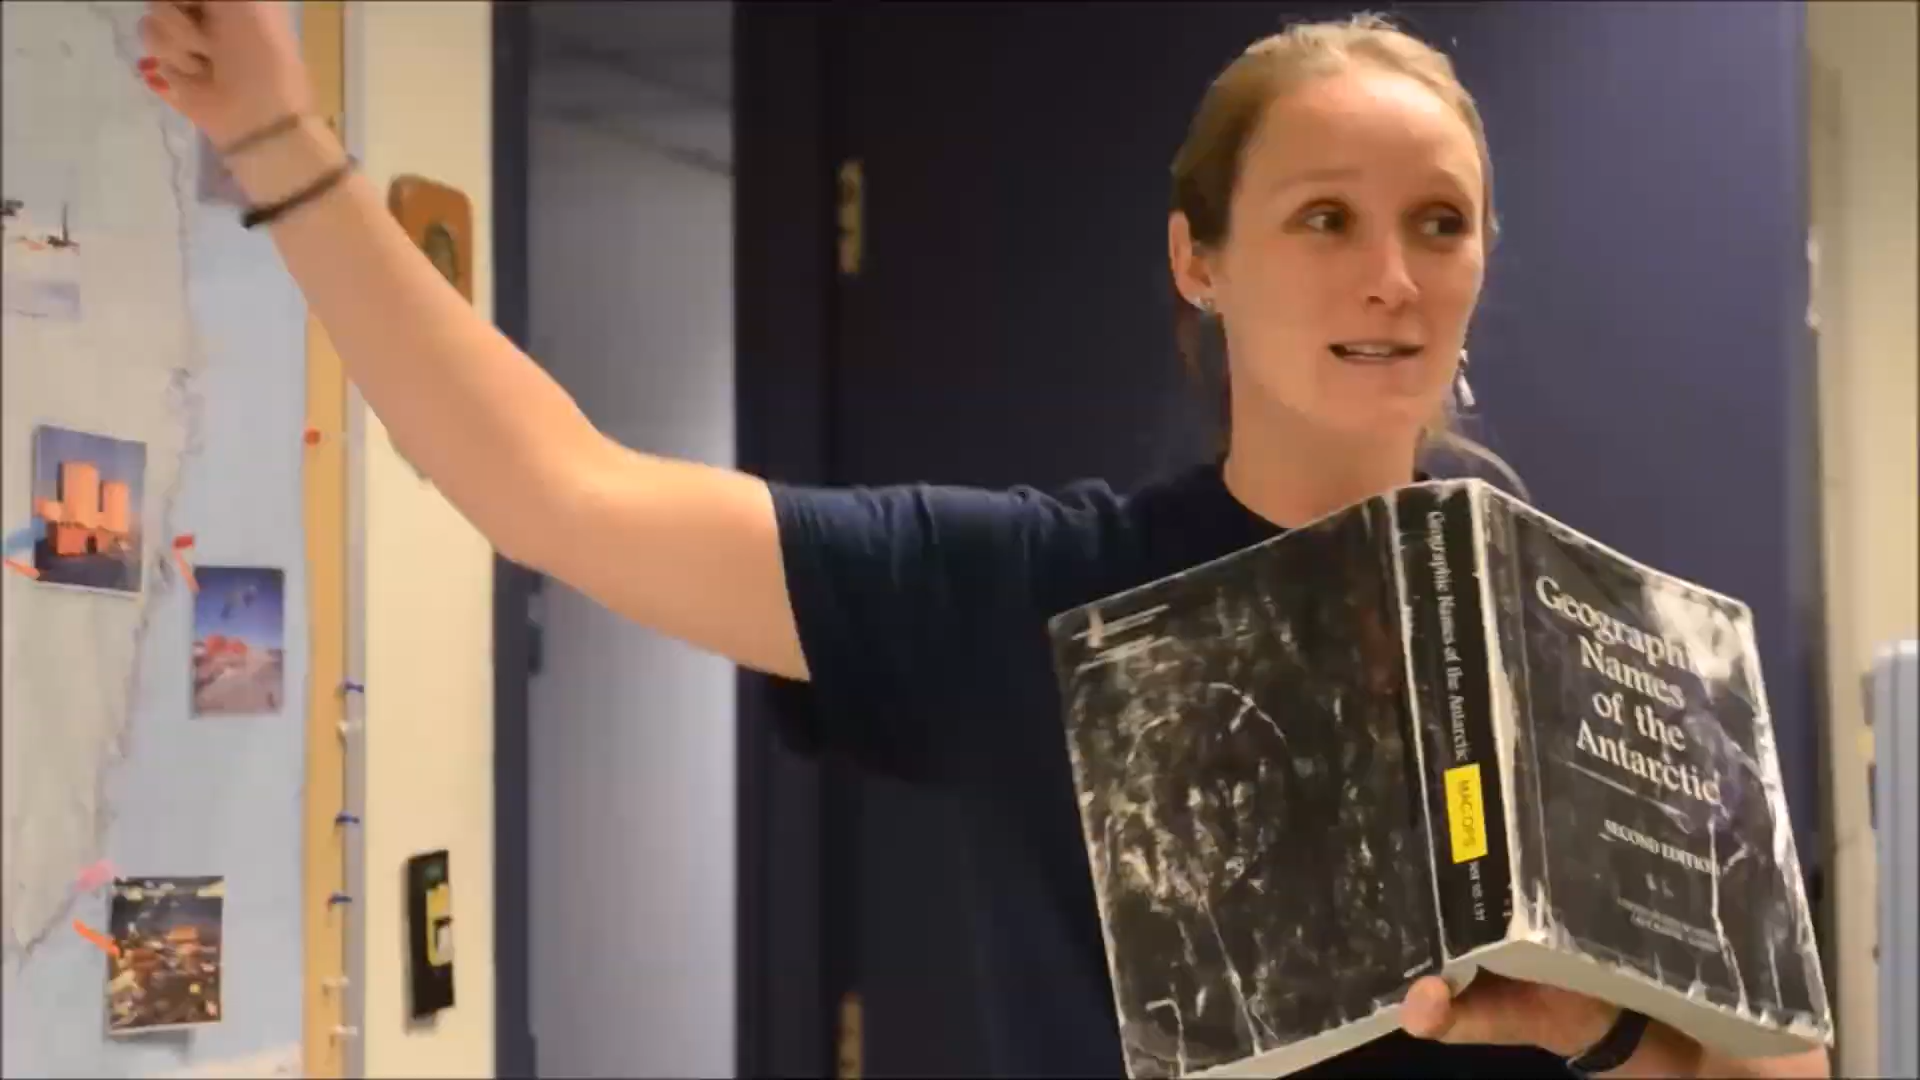 Geographic Names of the Antarctic
MAC OPS
Geographic
Names
of the
Antarctic
SECOND EDITION